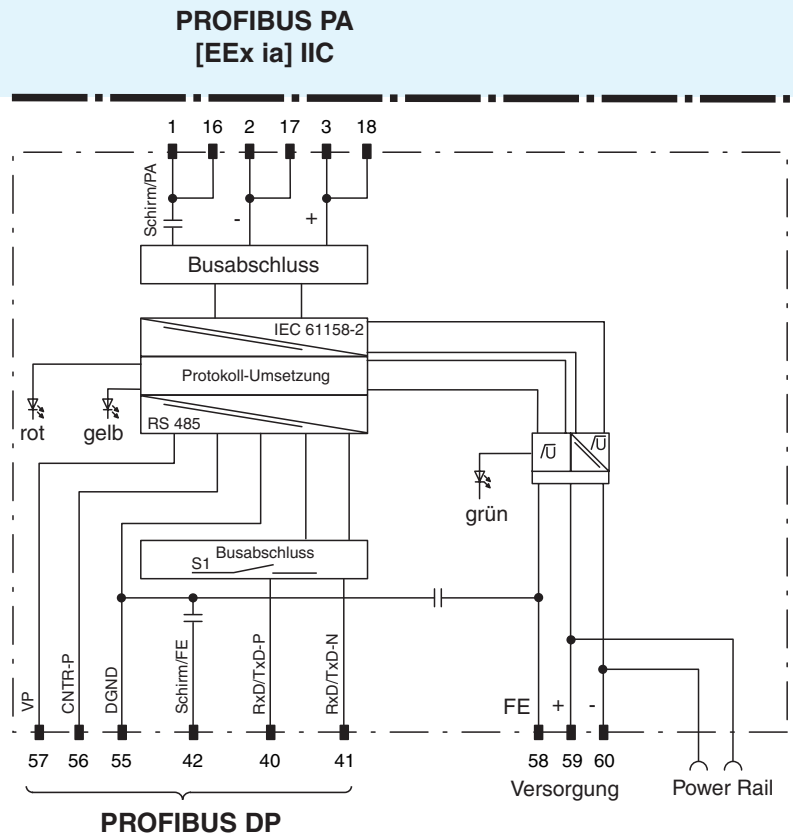 PROFIBUS PA
[EEx ia] IIC
1 16 2 17 3 18
Schirm/PA
- +
Busabschluss
IEC 61158-2
Protokoll-Umsetzung
RS 485
rot gelb
/U /U
grün
Busabschluss
S1
VP
CNTR-P
DGND
Schirm/FE
RxD/TxD-P
RxD/TxD-N
FE + -
57 56 55 42 40 41 58 59 60
Versorgung Power Rail
PROFIBUS DP